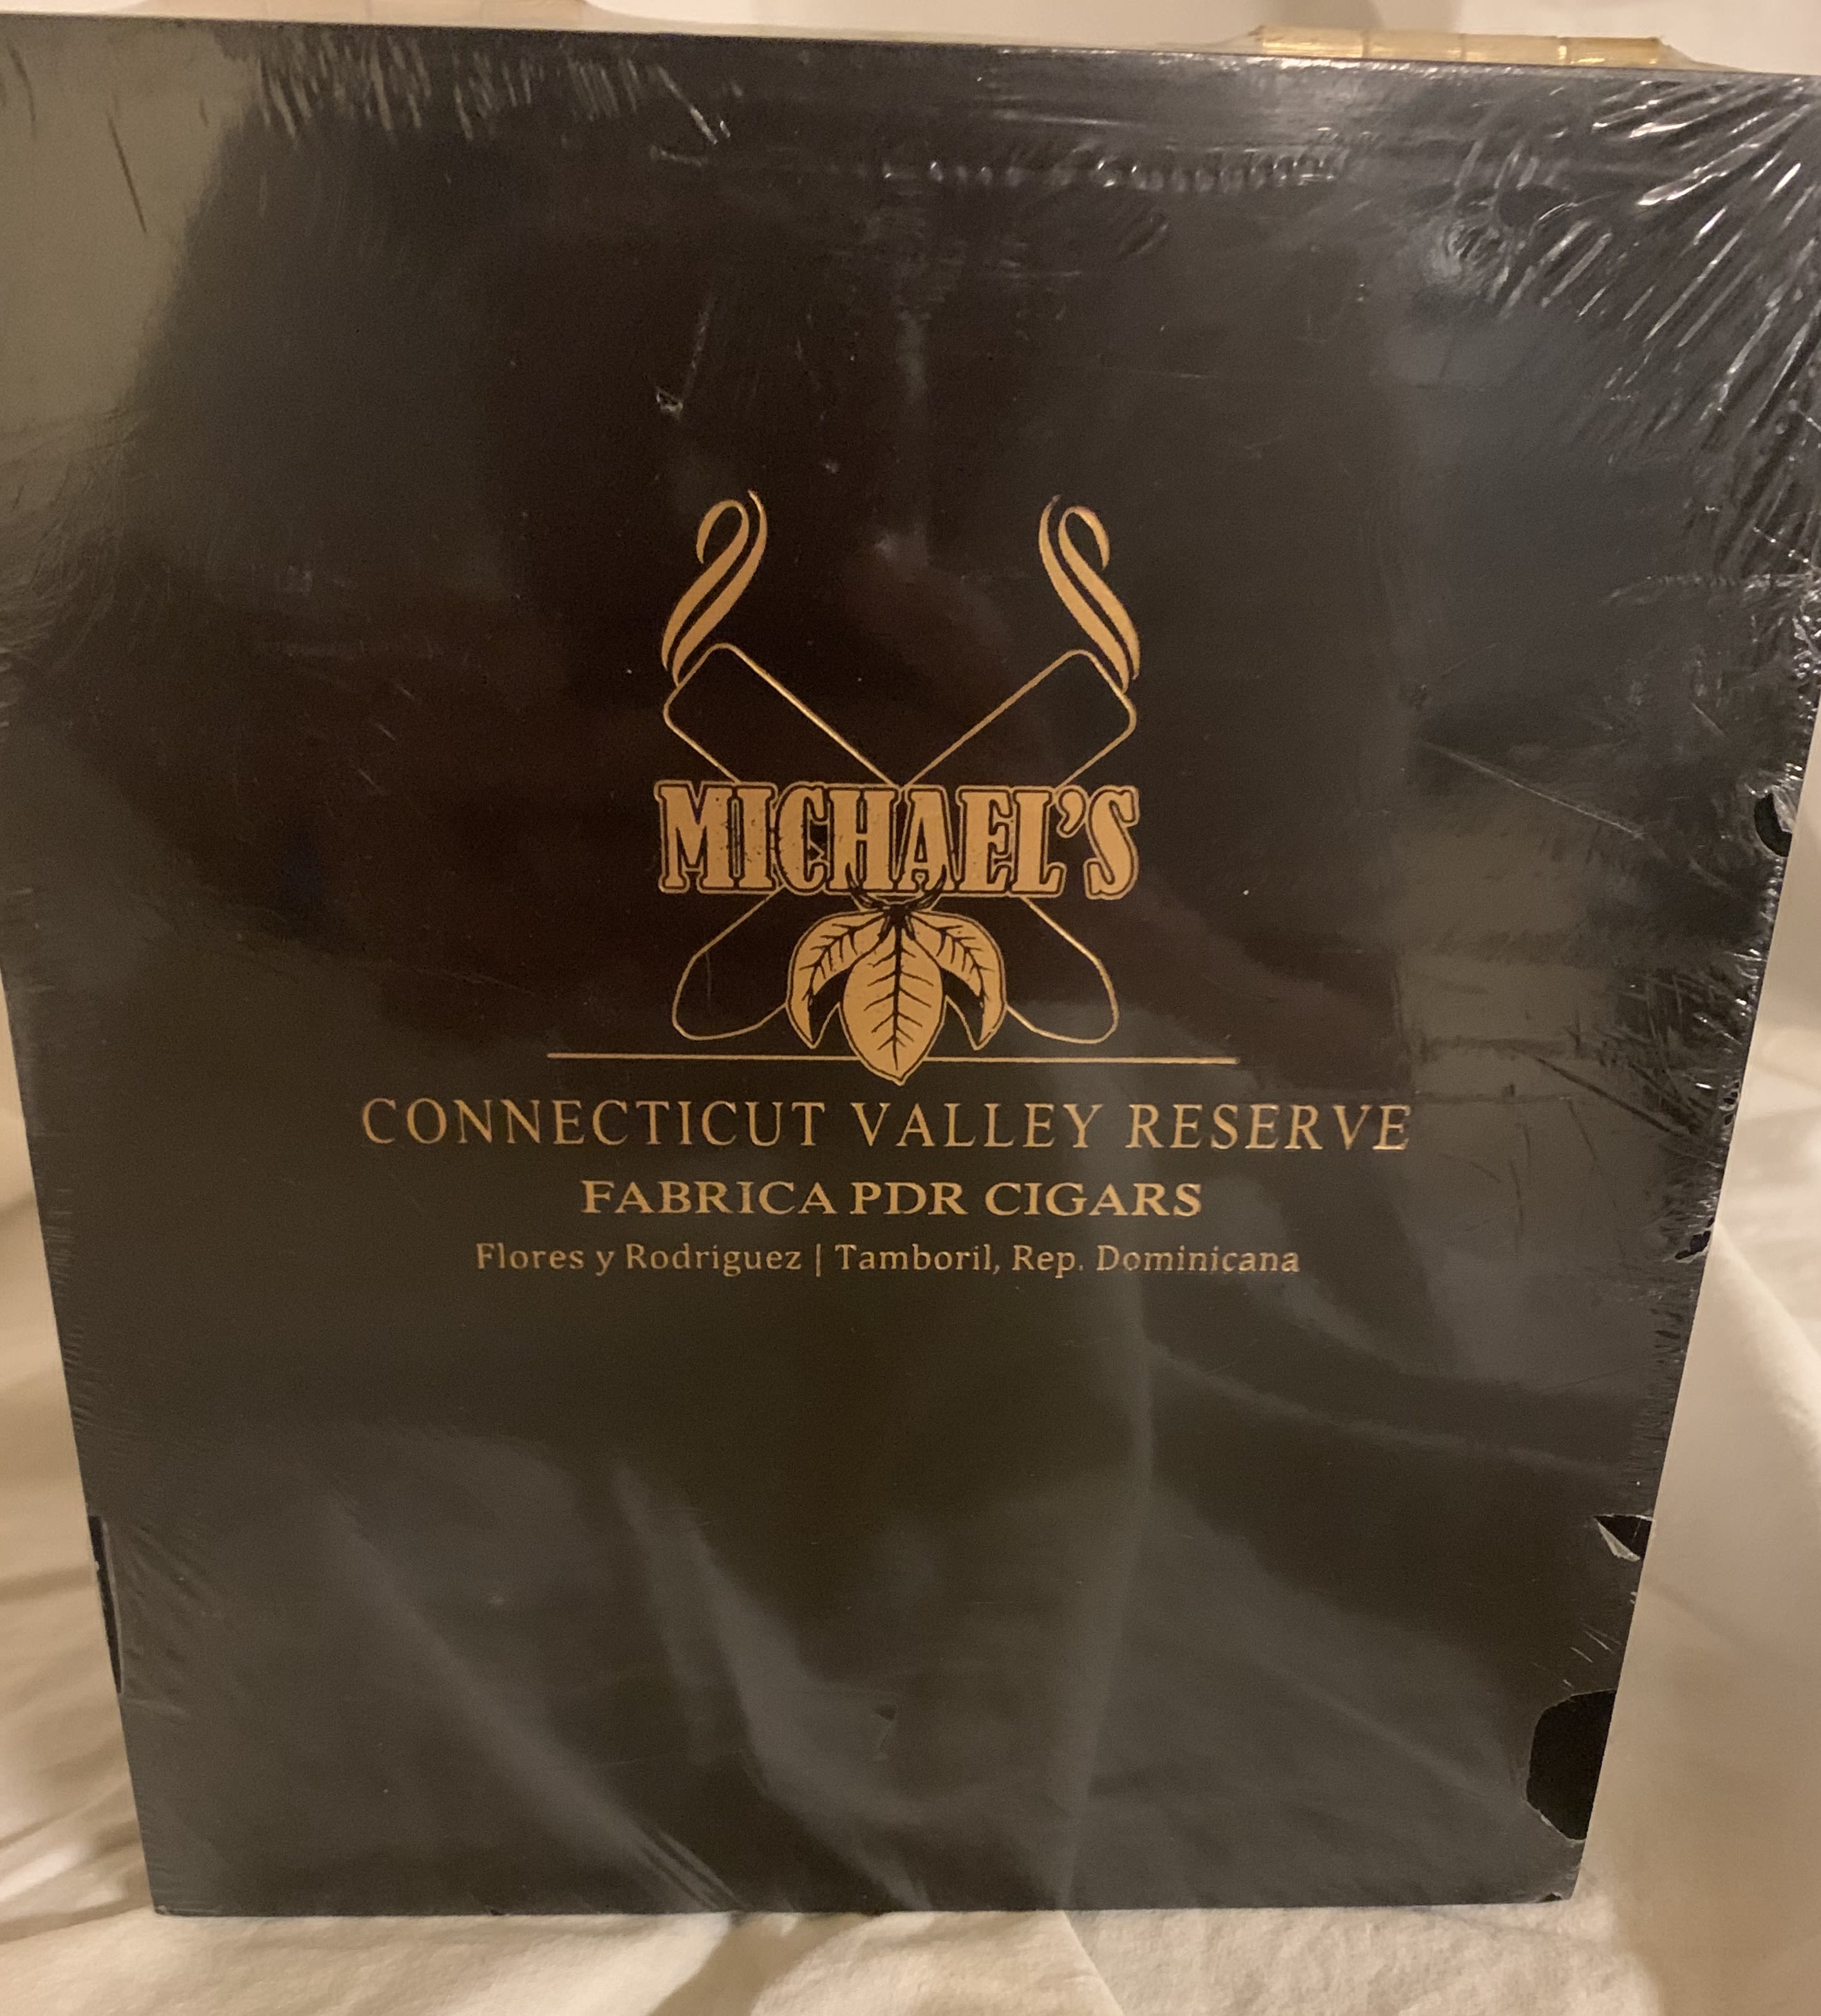 MICHAEL'S
CONNECTICUT VALLEY RESERVE
FABRICA PDR CIGARS
Flores y Rodriguez | Tamboril, Rep. Dominicana